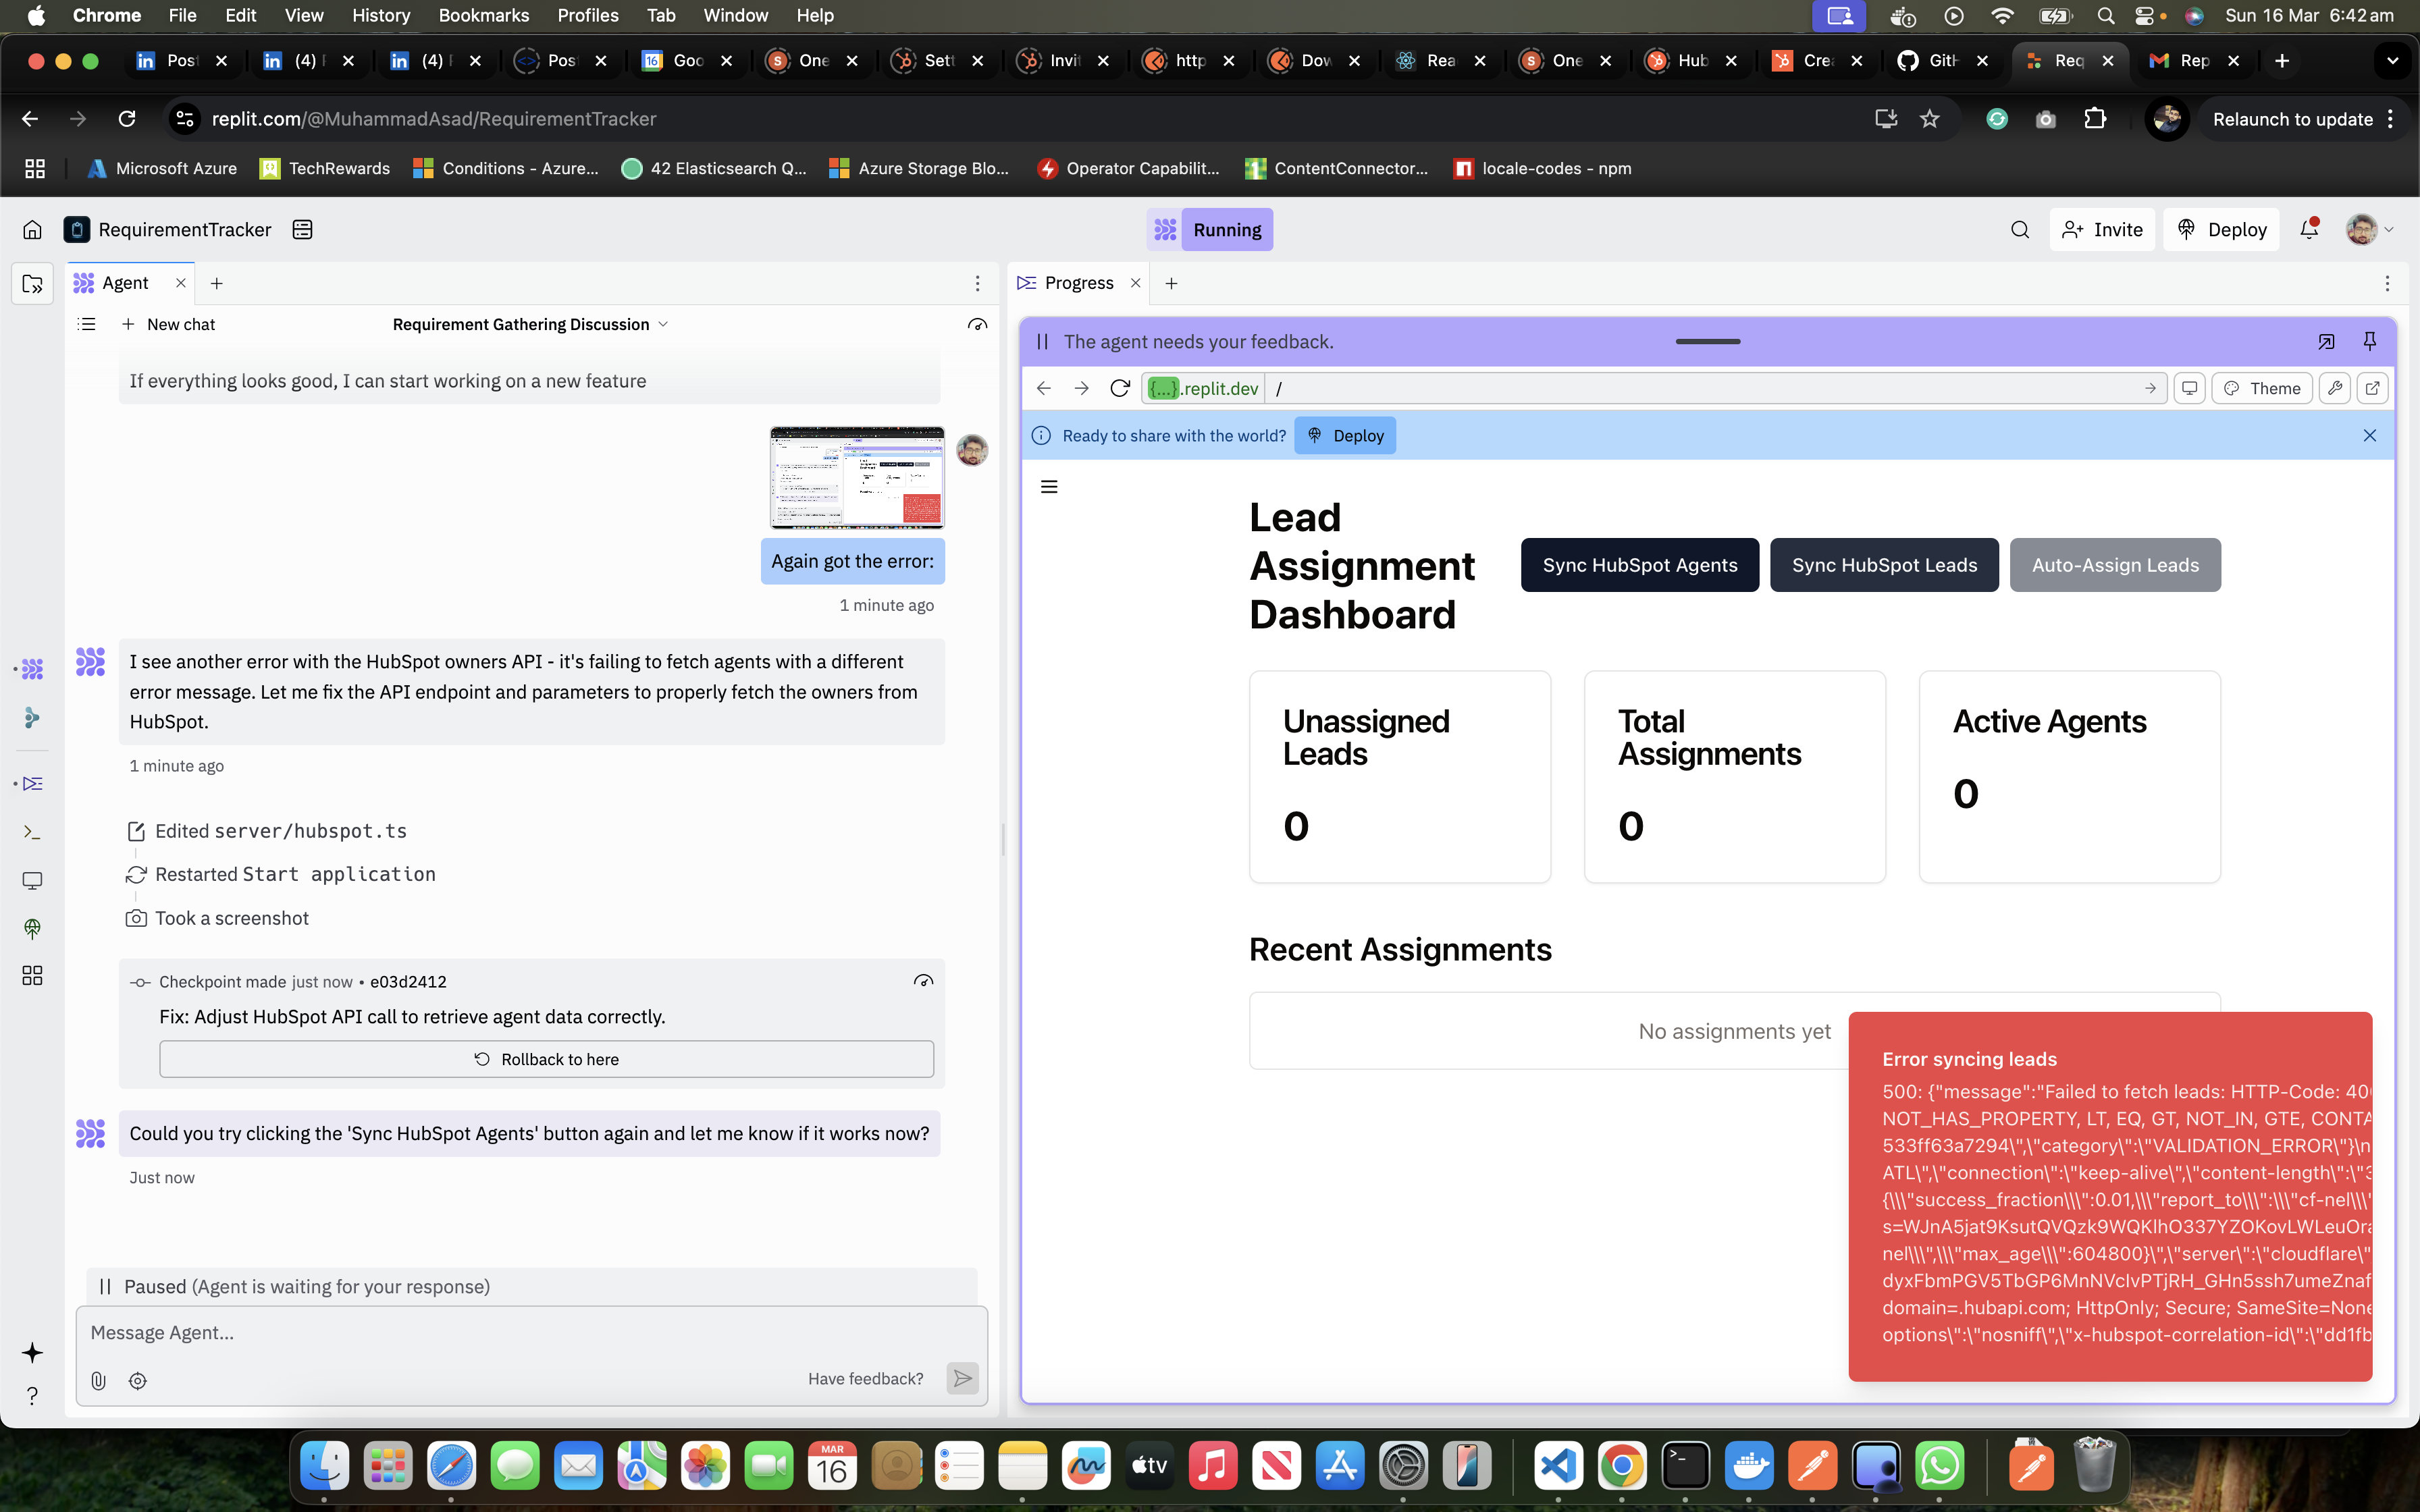 Chrome File Edit View History Bookmarks Profiles Tab Window Help
Sun 16 Mar 6:42 am
Post
(4)
(4)
Post
Goo
One
Sett
Invit
http
Dow
Rea
One
Hub
Crea
GitH
Req
Rep
replit.com/@MuhammadAsad/RequirementTracker
Relaunch to update
Microsoft Azure
TechRewards
Conditions - Azure...
42 Elasticsearch Q...
Azure Storage Blo...
Operator Capabilit...
ContentConnector...
locale-codes - npm
RequirementTracker
Running
Invite
Deploy
Agent
New chat
Requirement Gathering Discussion
If everything looks good, I can start working on a new feature
Again got the error:
1 minute ago
I see another error with the HubSpot owners API - it's failing to fetch agents with a different
error message. Let me fix the API endpoint and parameters to properly fetch the owners from
HubSpot.
1 minute ago
Edited server/hubspot.ts
Restarted Start application
Took a screenshot
Checkpoint made just now • e03d2412
Fix: Adjust HubSpot API call to retrieve agent data correctly.
Rollback to here
Could you try clicking the 'Sync HubSpot Agents' button again and let me know if it works now?
Just now
Paused (Agent is waiting for your response)
Message Agent...
Have feedback?
Progress
The agent needs your feedback.
{...}.replit.dev /
Theme
Ready to share with the world? Deploy
Lead
Assignment
Dashboard
Sync HubSpot Agents
Sync HubSpot Leads
Auto-Assign Leads
Unassigned
Leads
0
Total
Assignments
0
Active Agents
0
Recent Assignments
No assignments yet
Error syncing leads
500: {"message":"Failed to fetch leads: HTTP-Code: 40
NOT_HAS_PROPERTY, LT, EQ, GT, NOT_IN, GTE, CONTA
533ff63a7294\",\"category\":\"VALIDATION_ERROR\"}\n
ATL\",\"connection\":\"keep-alive\",\"content-length\":\"3
{\\\"success_fraction\\\":0.01,\\\"report_to\\\":\\\"cf-nel\\\"
nel\\\",\\\"max_age\\\":604800}\",\"server\":\"cloudflare\"
domain=.hubapi.com; HttpOnly; Secure; SameSite=None
options\":\"nosniff\",\"x-hubspot-correlation-id\":\"dd1fb
MAR
16
tv